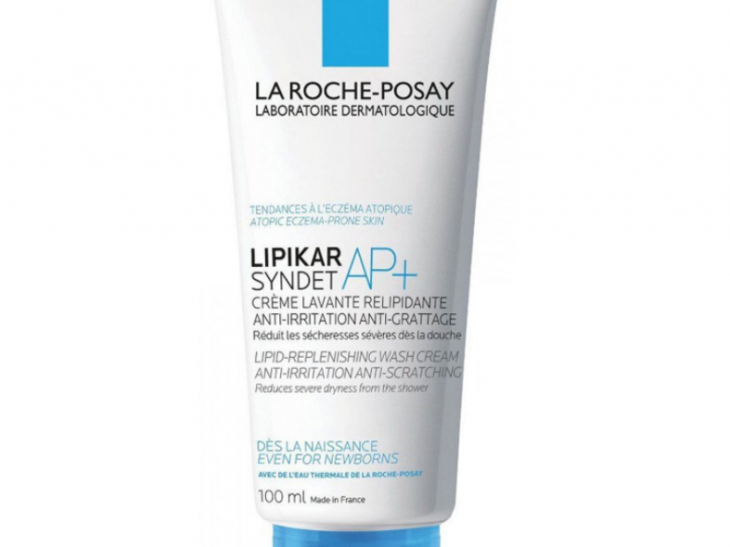 LA ROCHE-POSAY
LABORATOIRE DERMATOLOGIQUE
TENDANCES À L'ECZÉMA ATOPIQUE
ATOPIC ECZEMA-PRONE SKIN
LIPIKAR
SYNDET AP+
CRÈME LAVANTE RELIPIDANTE
ANTI-IRRITATION ANTI-GRATTAGE
Réduit les sécheresses sévères dès la douche
LIPID-REPLENISHING WASH CREAM
ANTI-IRRITATION ANTI-SCRATCHING
Reduces severe dryness from the shower
DÈS LA NAISSANCE
EVEN FOR NEWBORNS
AVEC DE L'EAU THERMALE DE LA ROCHE-POSAY
100 ml Made in France